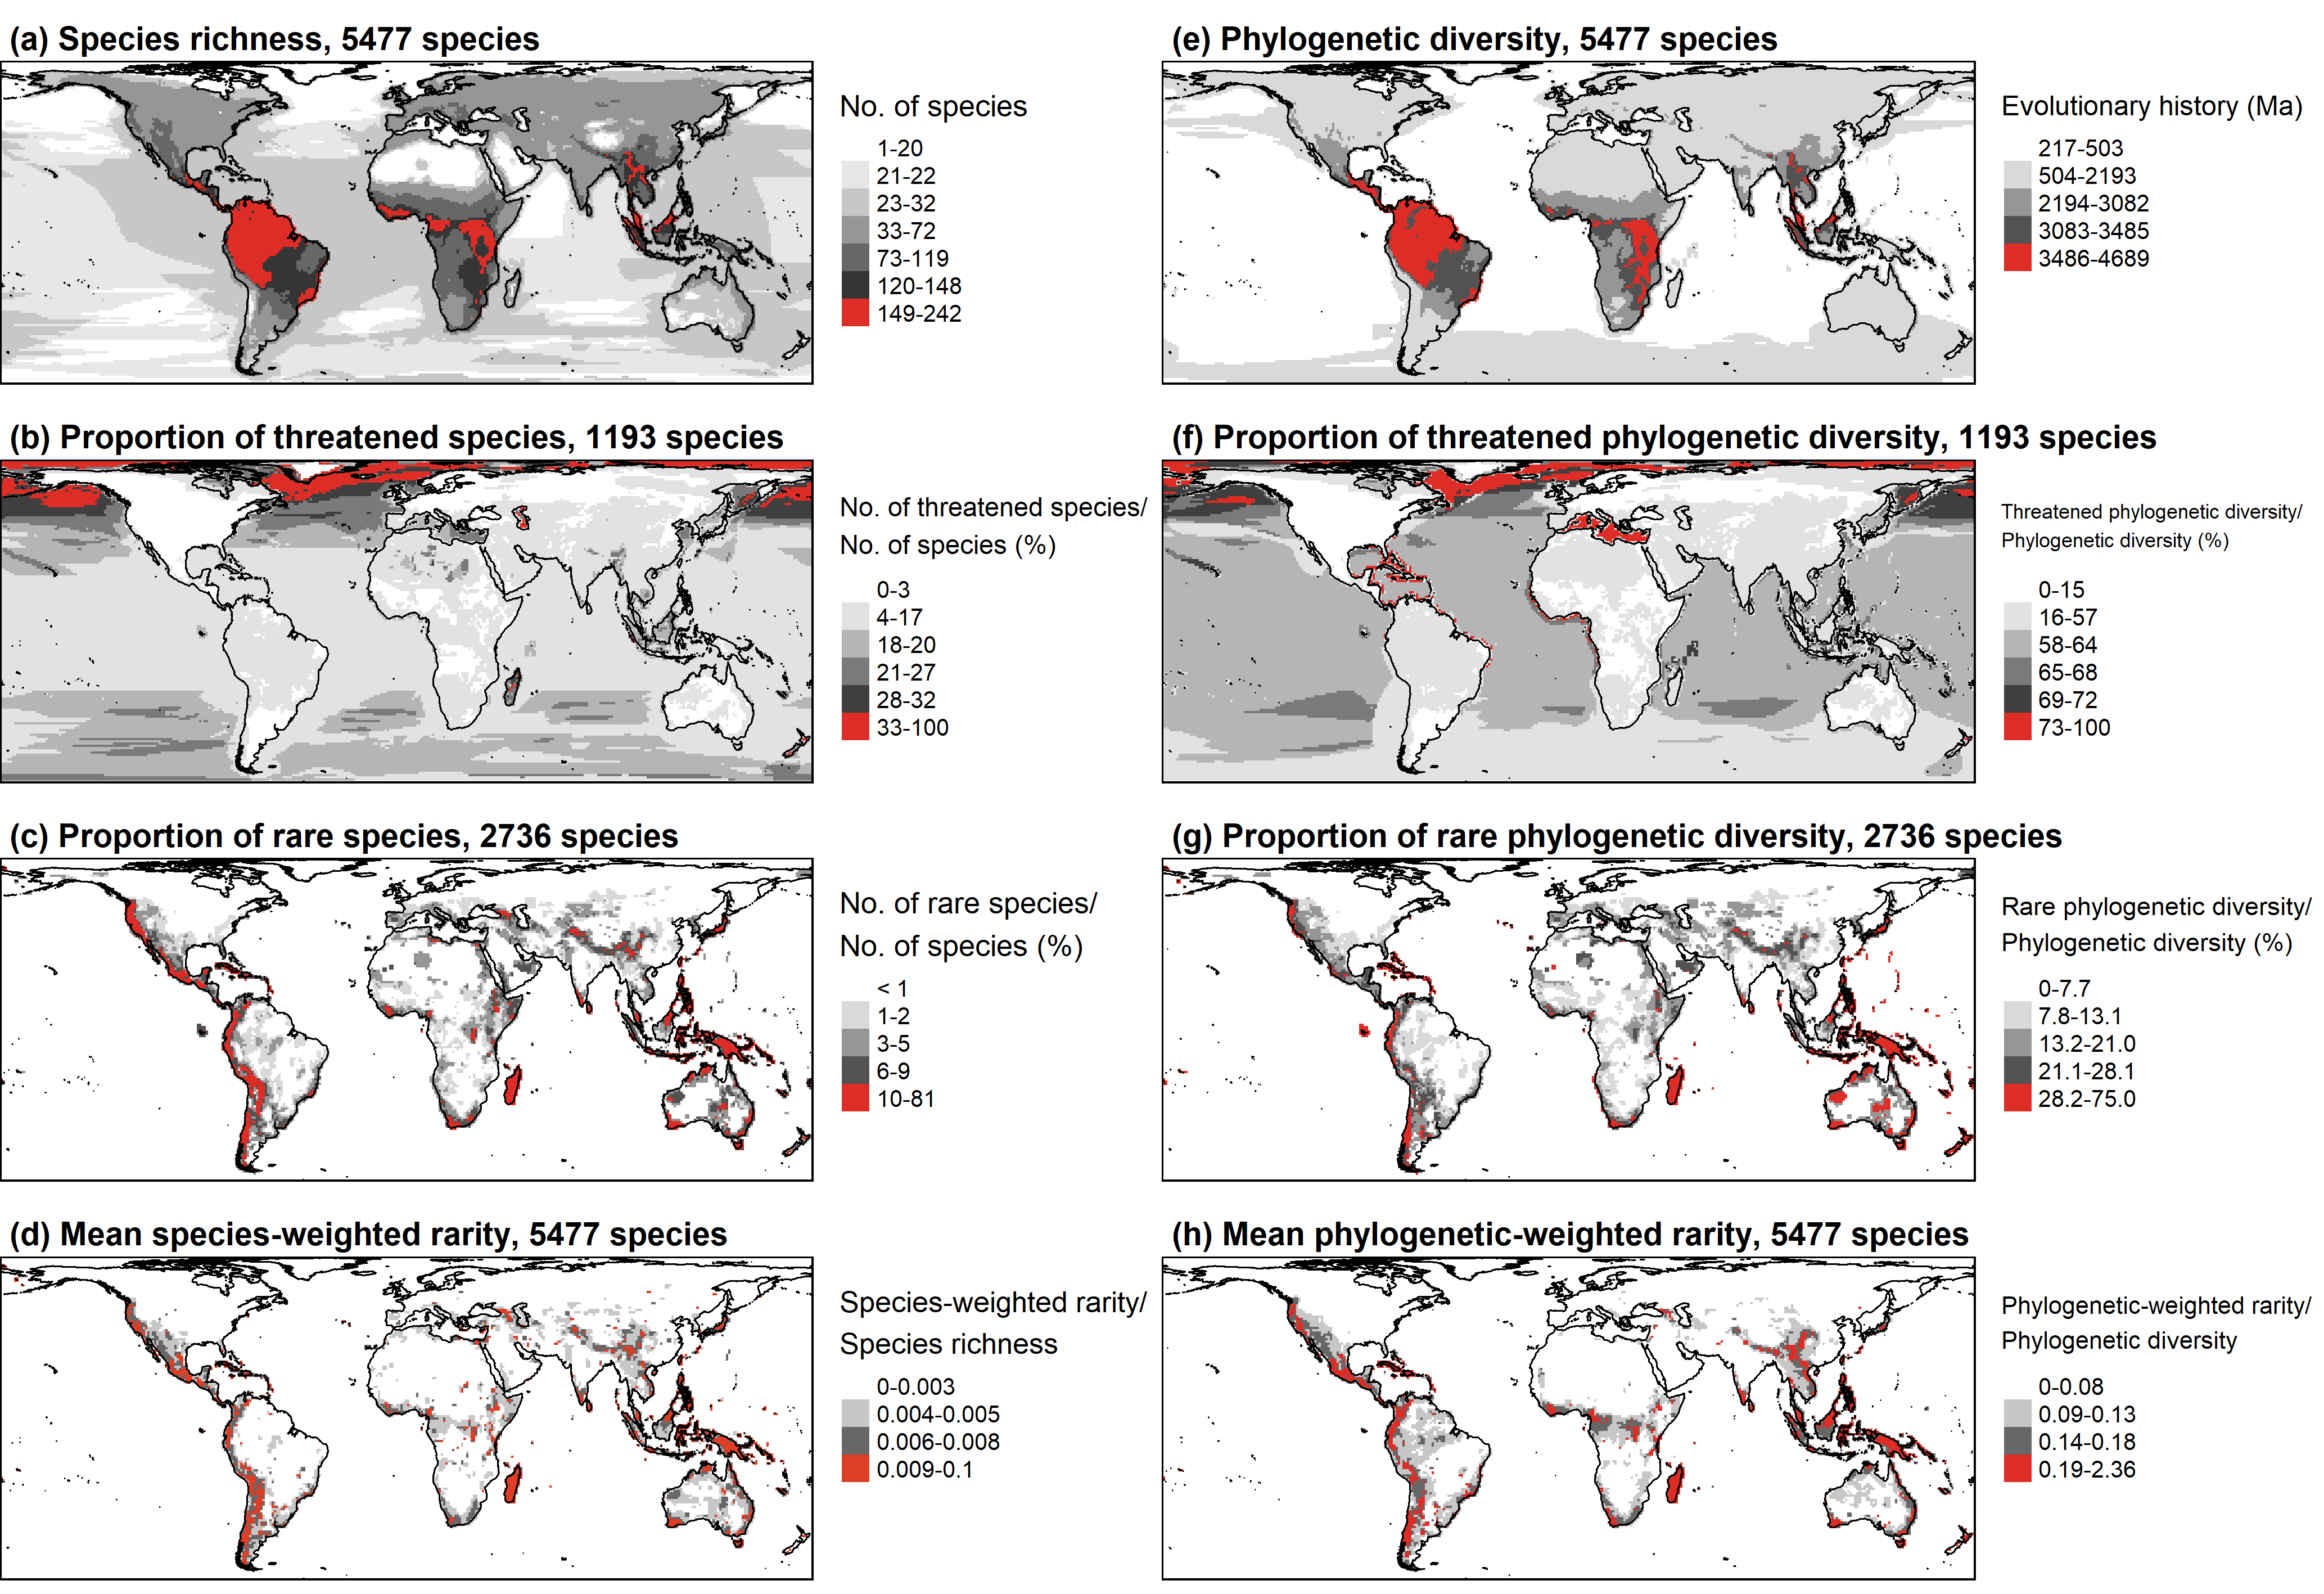 (a) Species richness, 5477 species
No. of species
1-20
21-22
23-32
33-72
73-119
120-148
149-242
(e) Phylogenetic diversity, 5477 species
Evolutionary history (Ma)
217-503
504-2193
2194-3082
3083-3485
3486-4689
(b) Proportion of threatened species, 1193 species
No. of threatened species/
No. of species (%)
0-3
4-17
18-20
21-27
28-32
33-100
(f) Proportion of threatened phylogenetic diversity, 1193 species
Threatened phylogenetic diversity/
Phylogenetic diversity (%)
0-15
16-57
58-64
65-68
69-72
73-100
(c) Proportion of rare species, 2736 species
No. of rare species/
No. of species (%)
< 1
1-2
3-5
6-9
10-81
(g) Proportion of rare phylogenetic diversity, 2736 species
Rare phylogenetic diversity/
Phylogenetic diversity (%)
0-7.7
7.8-13.1
13.2-21.0
21.1-28.1
28.2-75.0
(d) Mean species-weighted rarity, 5477 species
Species-weighted rarity/
Species richness
0-0.003
0.004-0.005
0.006-0.008
0.009-0.1
(h) Mean phylogenetic-weighted rarity, 5477 species
Phylogenetic-weighted rarity/
Phylogenetic diversity
0-0.08
0.09-0.13
0.14-0.18
0.19-2.36